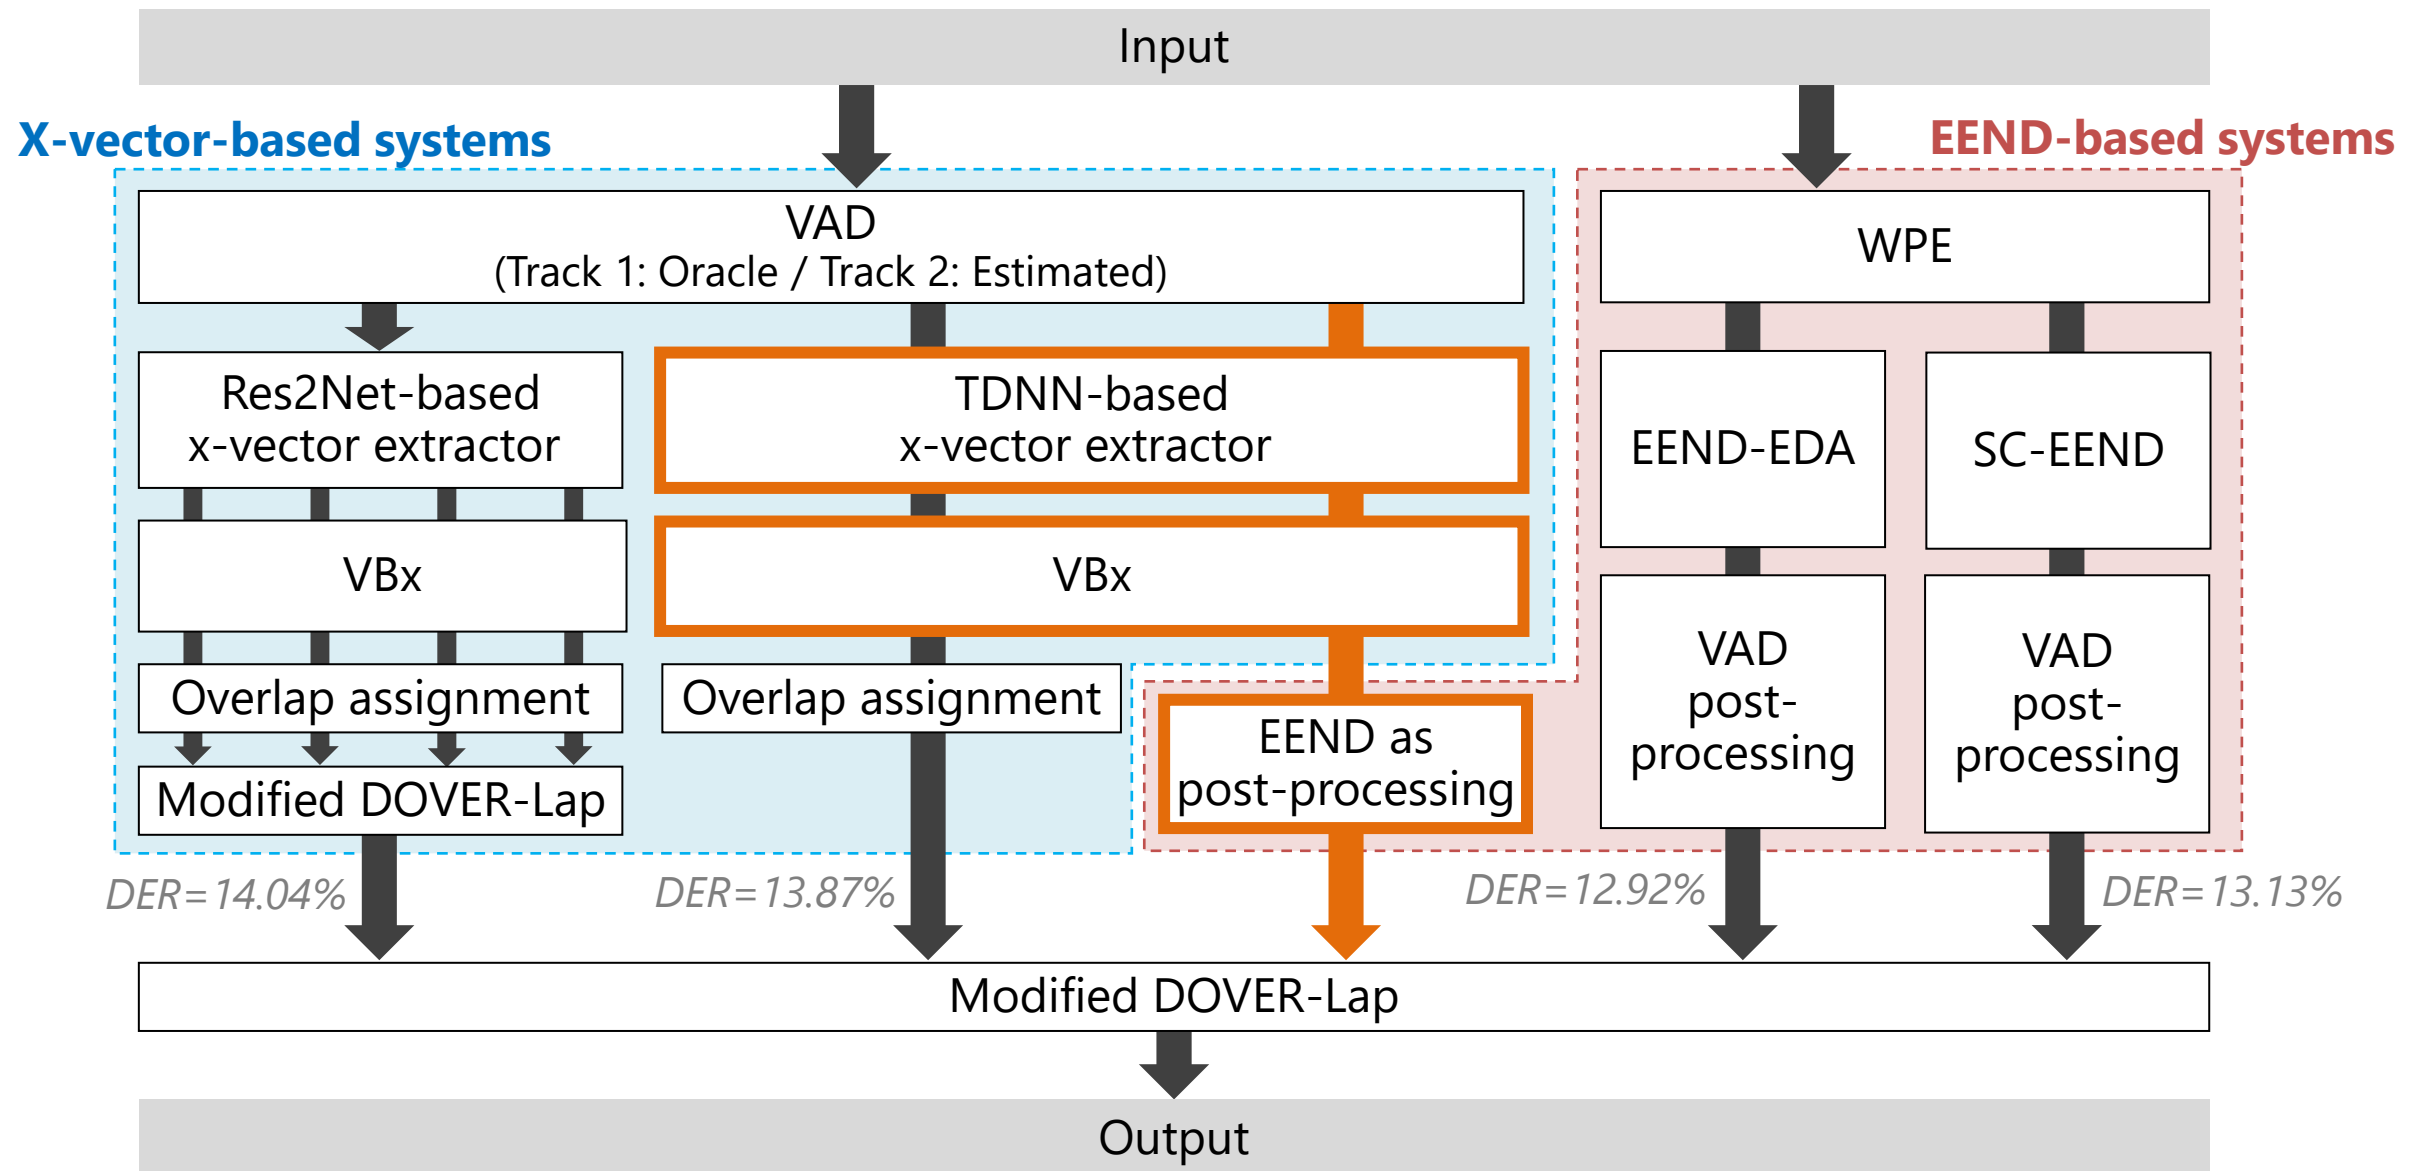 Input
X-vector-based systems
EEND-based systems
VAD
(Track 1: Oracle / Track 2: Estimated)
WPE
Res2Net-based
x-vector extractor
TDNN-based
x-vector extractor
EEND-EDA
SC-EEND
VBx
VBx
Overlap assignment
Overlap assignment
EEND as
post-processing
VAD
post-
processing
VAD
post-
processing
Modified DOVER-Lap
DER=14.04%
DER=13.87%
DER=12.92%
DER=13.13%
Modified DOVER-Lap
Output